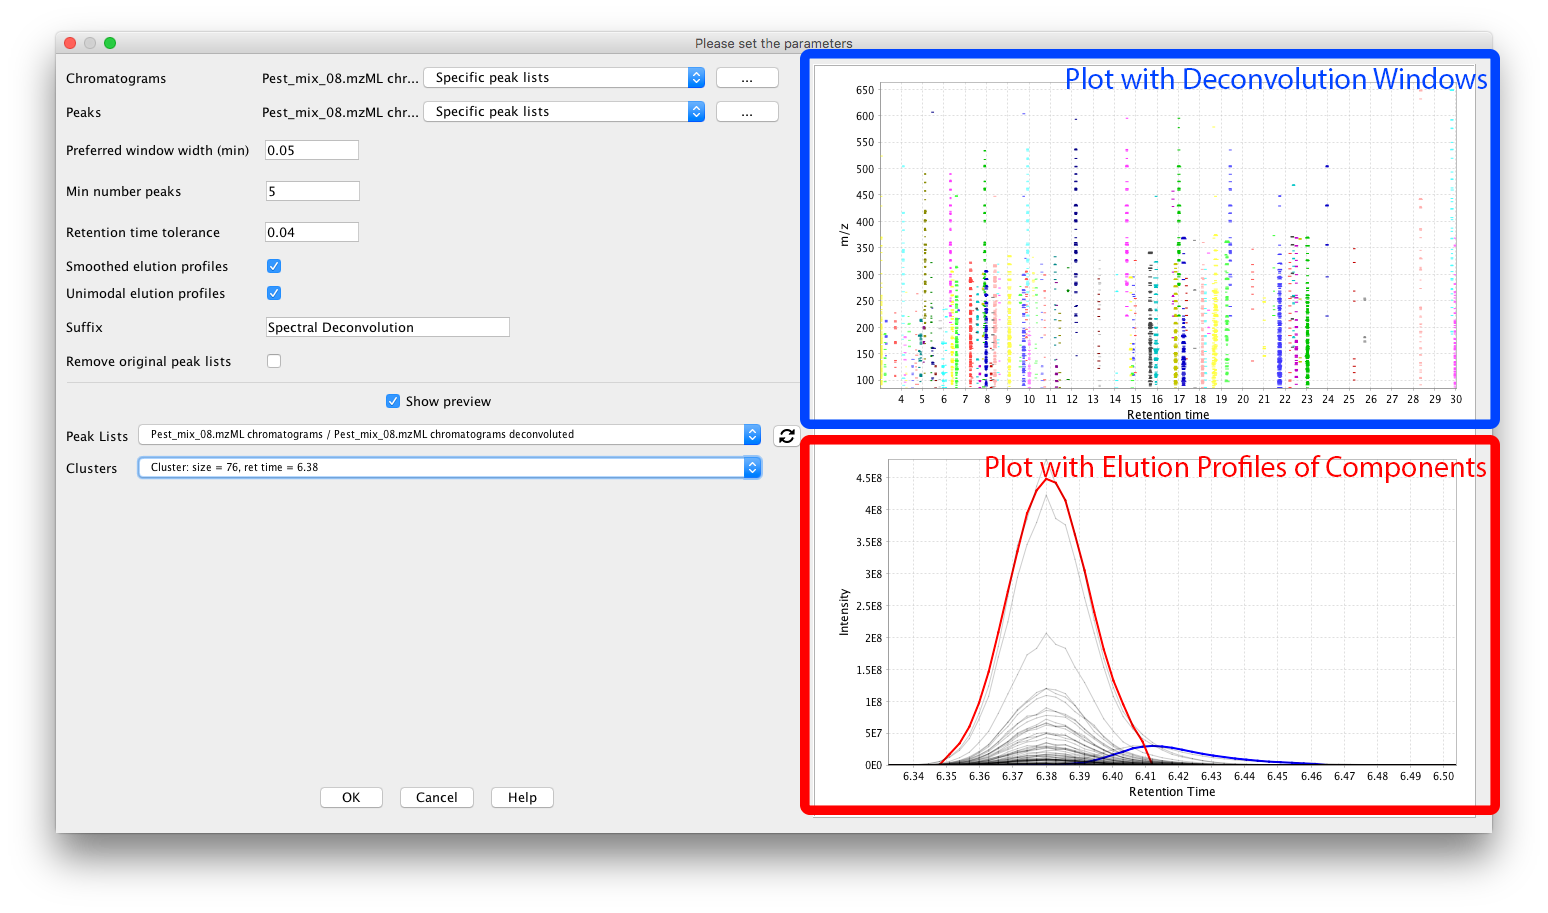 Please set the parameters
Chromatograms Pest_mix_08.mzML chr... Specific peak lists ...
Peaks Pest_mix_08.mzML chr... Specific peak lists ...
Preferred window width (min) 0.05
Min number peaks 5
Retention time tolerance 0.04
Smoothed elution profiles
Unimodal elution profiles
Suffix Spectral Deconvolution
Remove original peak lists
Show preview
Peak Lists Pest_mix_08.mzML chromatograms / Pest_mix_08.mzML chromatograms deconvoluted
Clusters Cluster: size = 76, ret time = 6.38
OK Cancel Help
Plot with Deconvolution Windows
650
600
550
500
450
400
350
300
250
200
150
100
m/z
4 5 6 7 8 9 10 11 12 13 14 15 16 17 18 19 20 21 22 23 24 25 26 27 28 29 30
Retention time
Plot with Elution Profiles of Components
4.5E8
4E8
3.5E8
3E8
2.5E8
2E8
1.5E8
1E8
5E7
0E0
Intensity
6.34 6.35 6.36 6.37 6.38 6.39 6.40 6.41 6.42 6.43 6.44 6.45 6.46 6.47 6.48 6.49 6.50
Retention Time